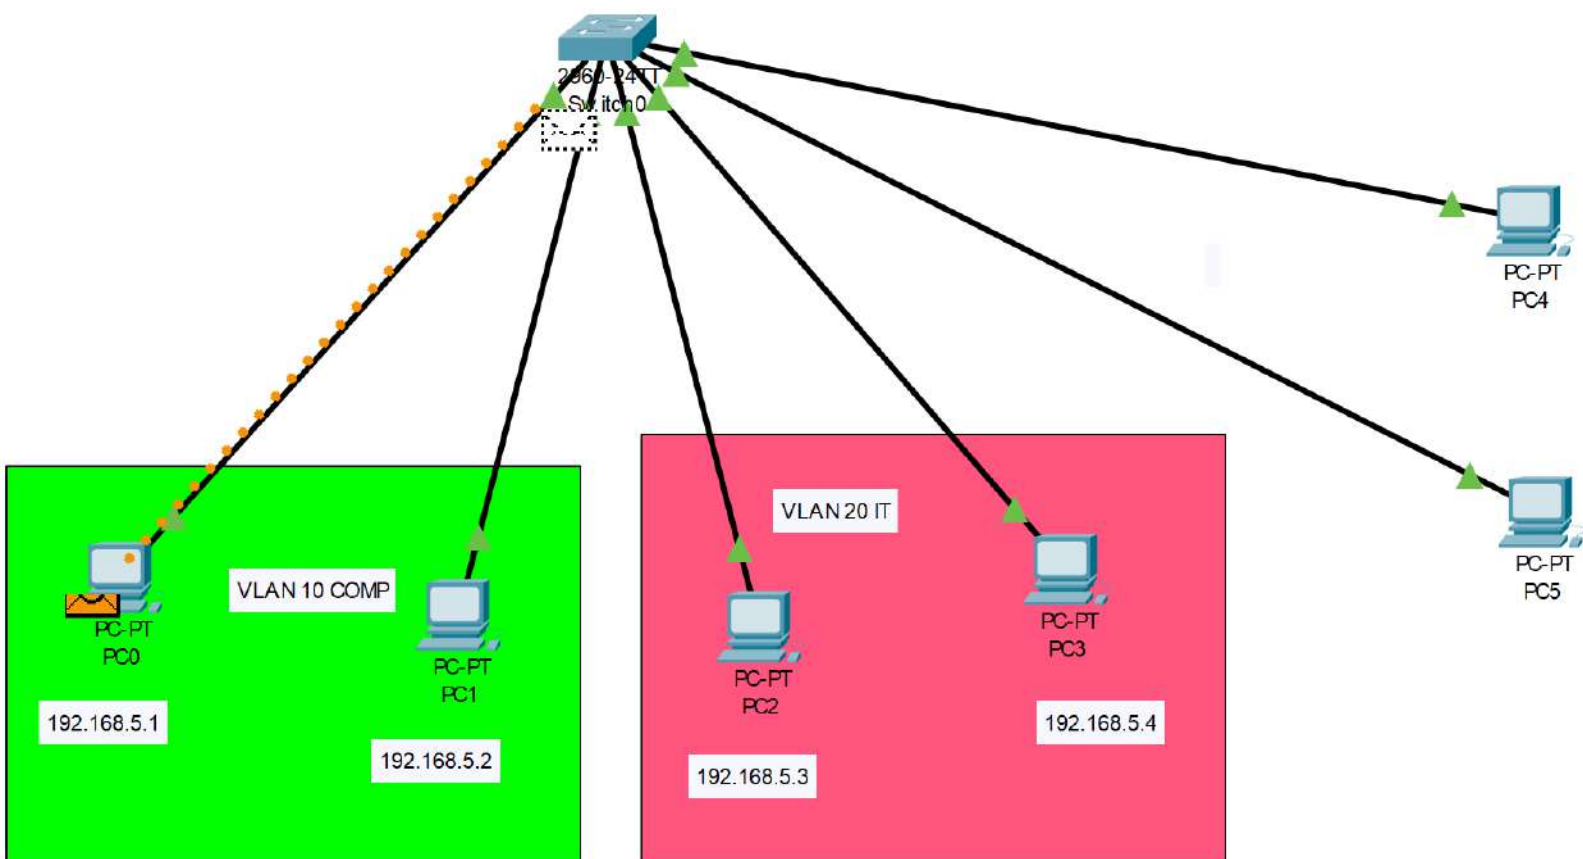 2960-24TT
Switch0
PC-PT
PC4
VLAN 20 IT
PC-PT
PC5
VLAN 10 COMP
PC-PT
PC0
PC-PT
PC1
PC-PT
PC2
PC-PT
PC3
192.168.5.1
192.168.5.2
192.168.5.3
192.168.5.4